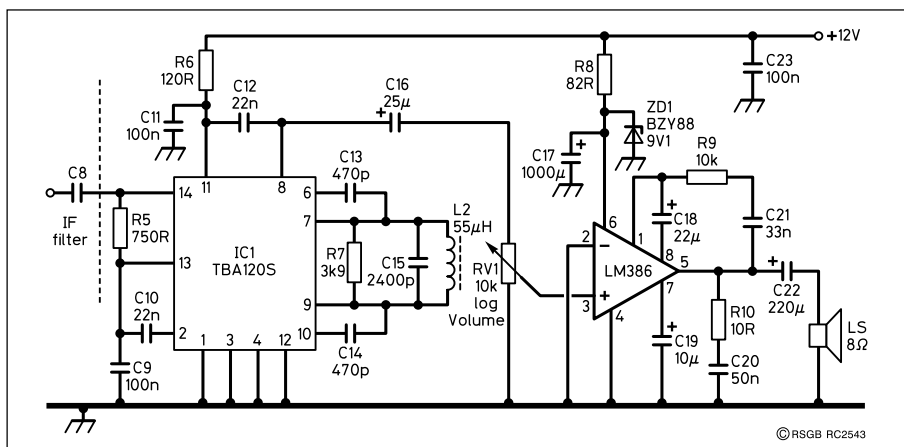 +12V
R6
120R
C12
22n
C16
+
25µ
R8
82R
C23
100n
C11
100n
ZD1
BZY88
9V1
R9
10k
C8
IF
filter
14
11
8
C13
470p
6
C17
1000µ
+
R5
750R
7
L2
55µH
6
1
+
C18
22µ
C21
33n
13
IC1
TBA120S
R7
3k9
C15
2400p
RV1
10k
log
Volume
2
−
LM386
8
5
+
C22
220µ
3
+
7
4
C10
22n
2
9
10
C14
470p
R10
10R
LS
8Ω
C9
100n
1
3
4
12
+
C19
10µ
C20
50n
© RSGB RC2543